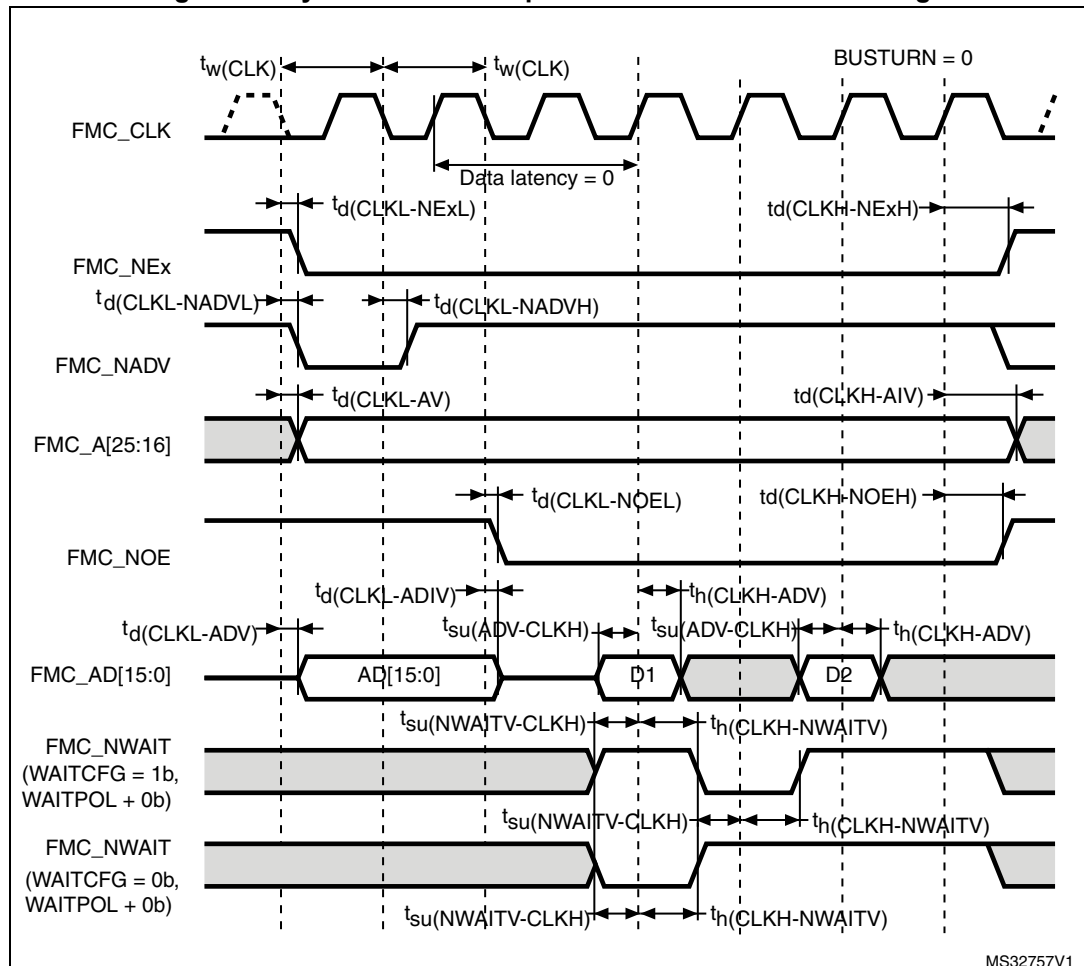 tw(CLK)
tw(CLK)
BUSTURN = 0
FMC_CLK
Data latency = 0
td(CLKL-NExL)
td(CLKH-NExH)
FMC_NEx
td(CLKL-NADVL)
td(CLKL-NADVH)
FMC_NADV
td(CLKL-AV)
td(CLKH-AIV)
FMC_A[25:16]
td(CLKL-NOEL)
td(CLKH-NOEH)
FMC_NOE
td(CLKL-ADIV)
th(CLKH-ADV)
td(CLKL-ADV)
tsu(ADV-CLKH)
tsu(ADV-CLKH)
th(CLKH-ADV)
FMC_AD[15:0]
AD[15:0]
D1
D2
tsu(NWAITV-CLKH)
th(CLKH-NWAITV)
FMC_NWAIT
(WAITCFG = 1b,
WAITPOL + 0b)
tsu(NWAITV-CLKH)
th(CLKH-NWAITV)
FMC_NWAIT
(WAITCFG = 0b,
WAITPOL + 0b)
tsu(NWAITV-CLKH)
th(CLKH-NWAITV)
MS32757V1